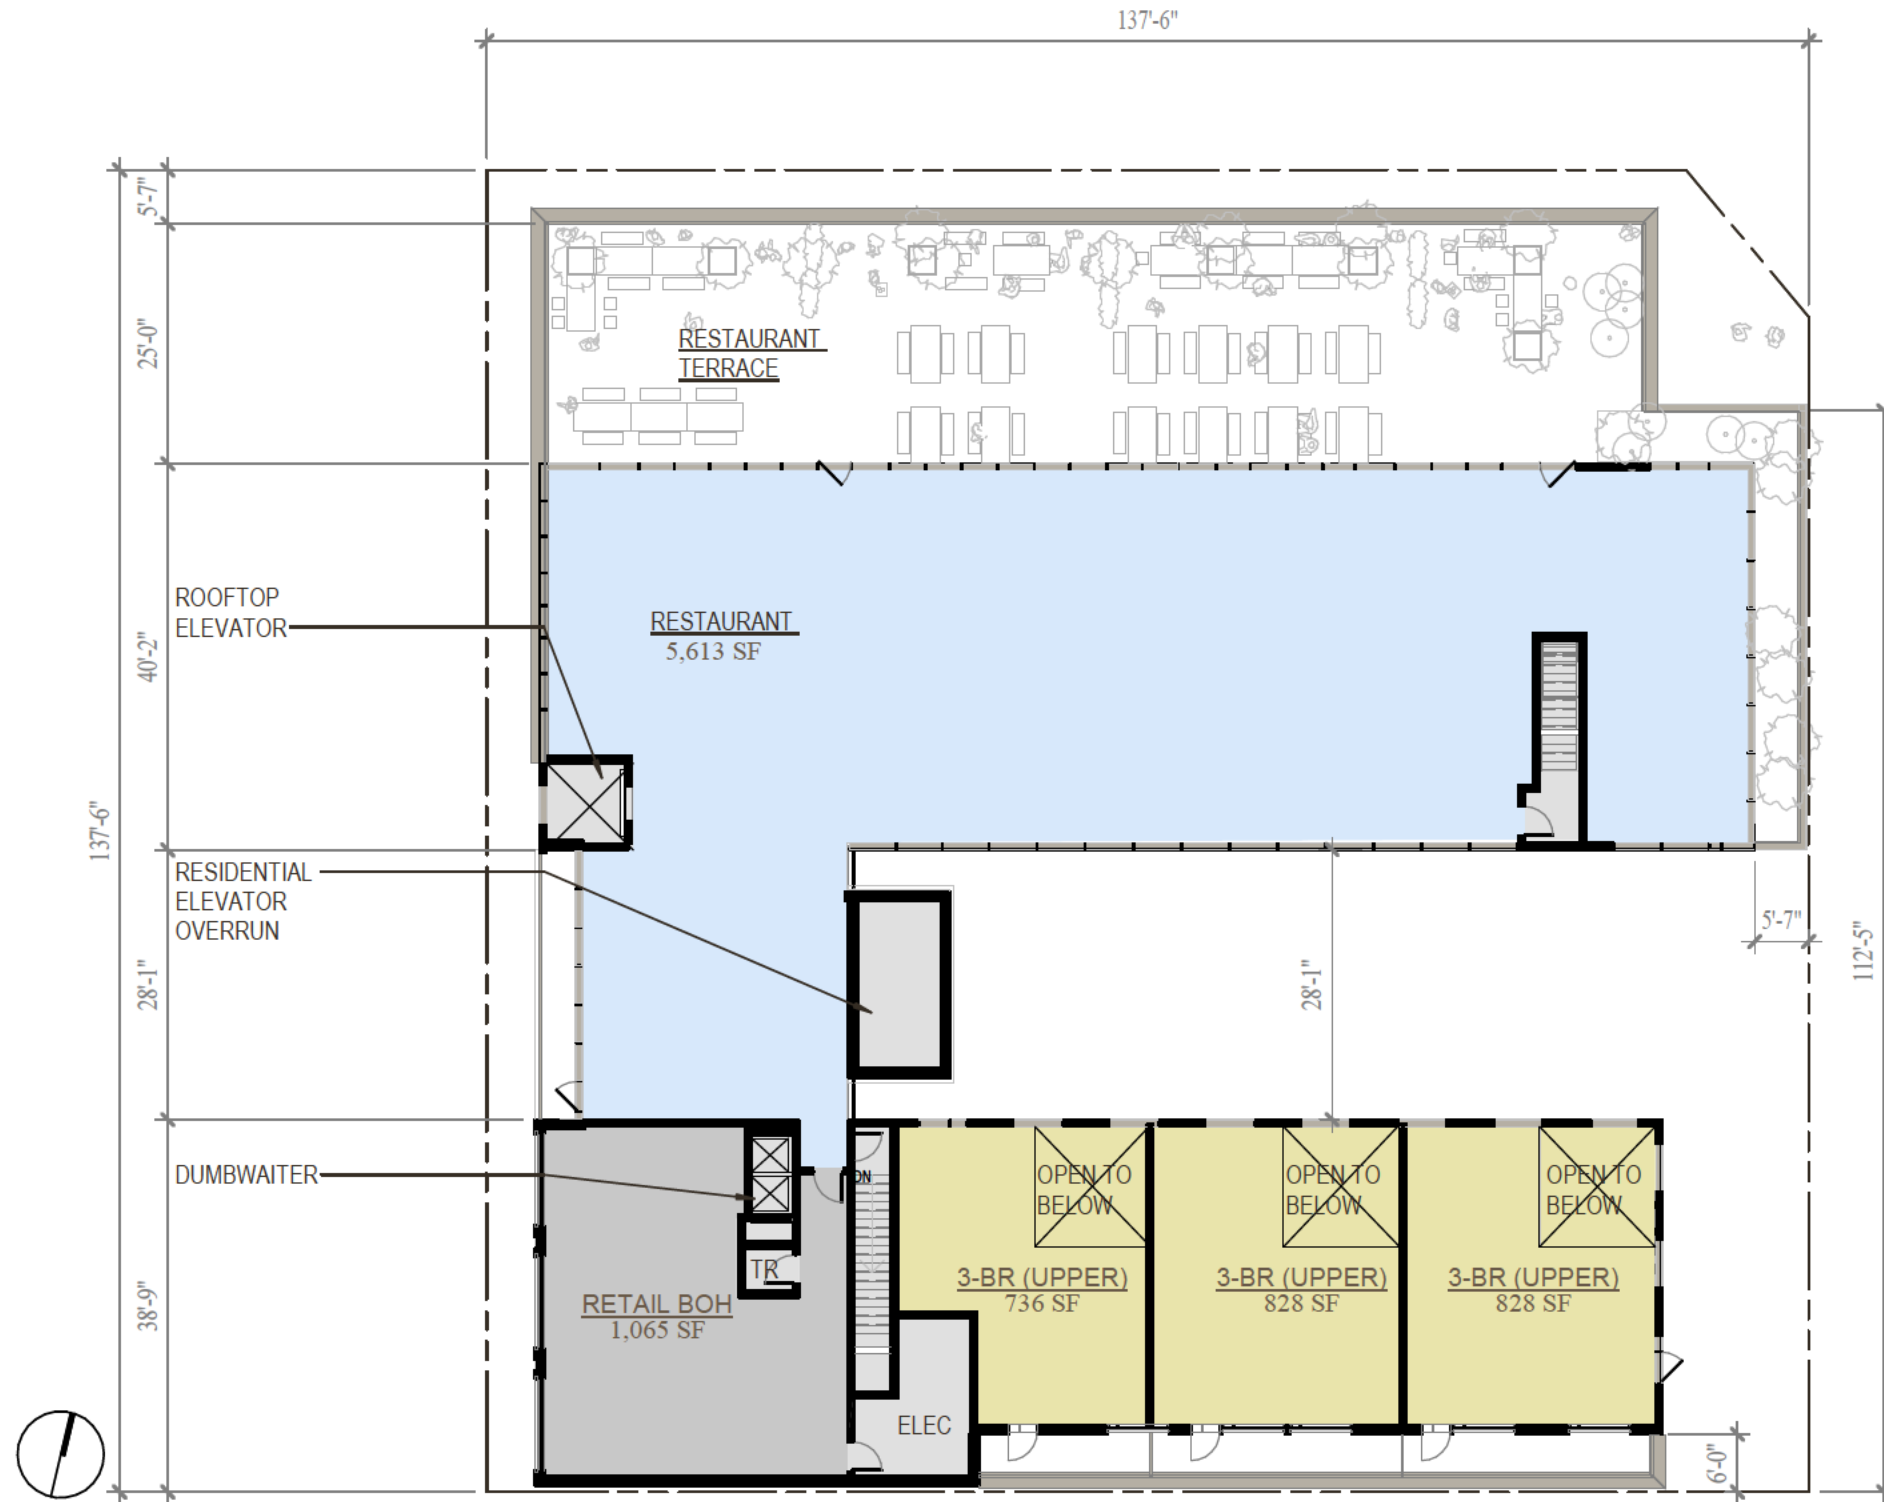 137'-6"
5'-7"
25'-0"
RESTAURANT
TERRACE
ROOFTOP
ELEVATOR
RESTAURANT
5,613 SF
40'-2"
137'-6"
RESIDENTIAL
ELEVATOR
OVERRUN
5'-7"
112'-5"
28'-1"
28'-1"
DUMBWAITER
DN
OPEN TO
BELOW
OPEN TO
BELOW
OPEN TO
BELOW
TR
3-BR (UPPER)
736 SF
3-BR (UPPER)
828 SF
3-BR (UPPER)
828 SF
RETAIL BOH
1,065 SF
38'-9"
ELEC
6'-0"